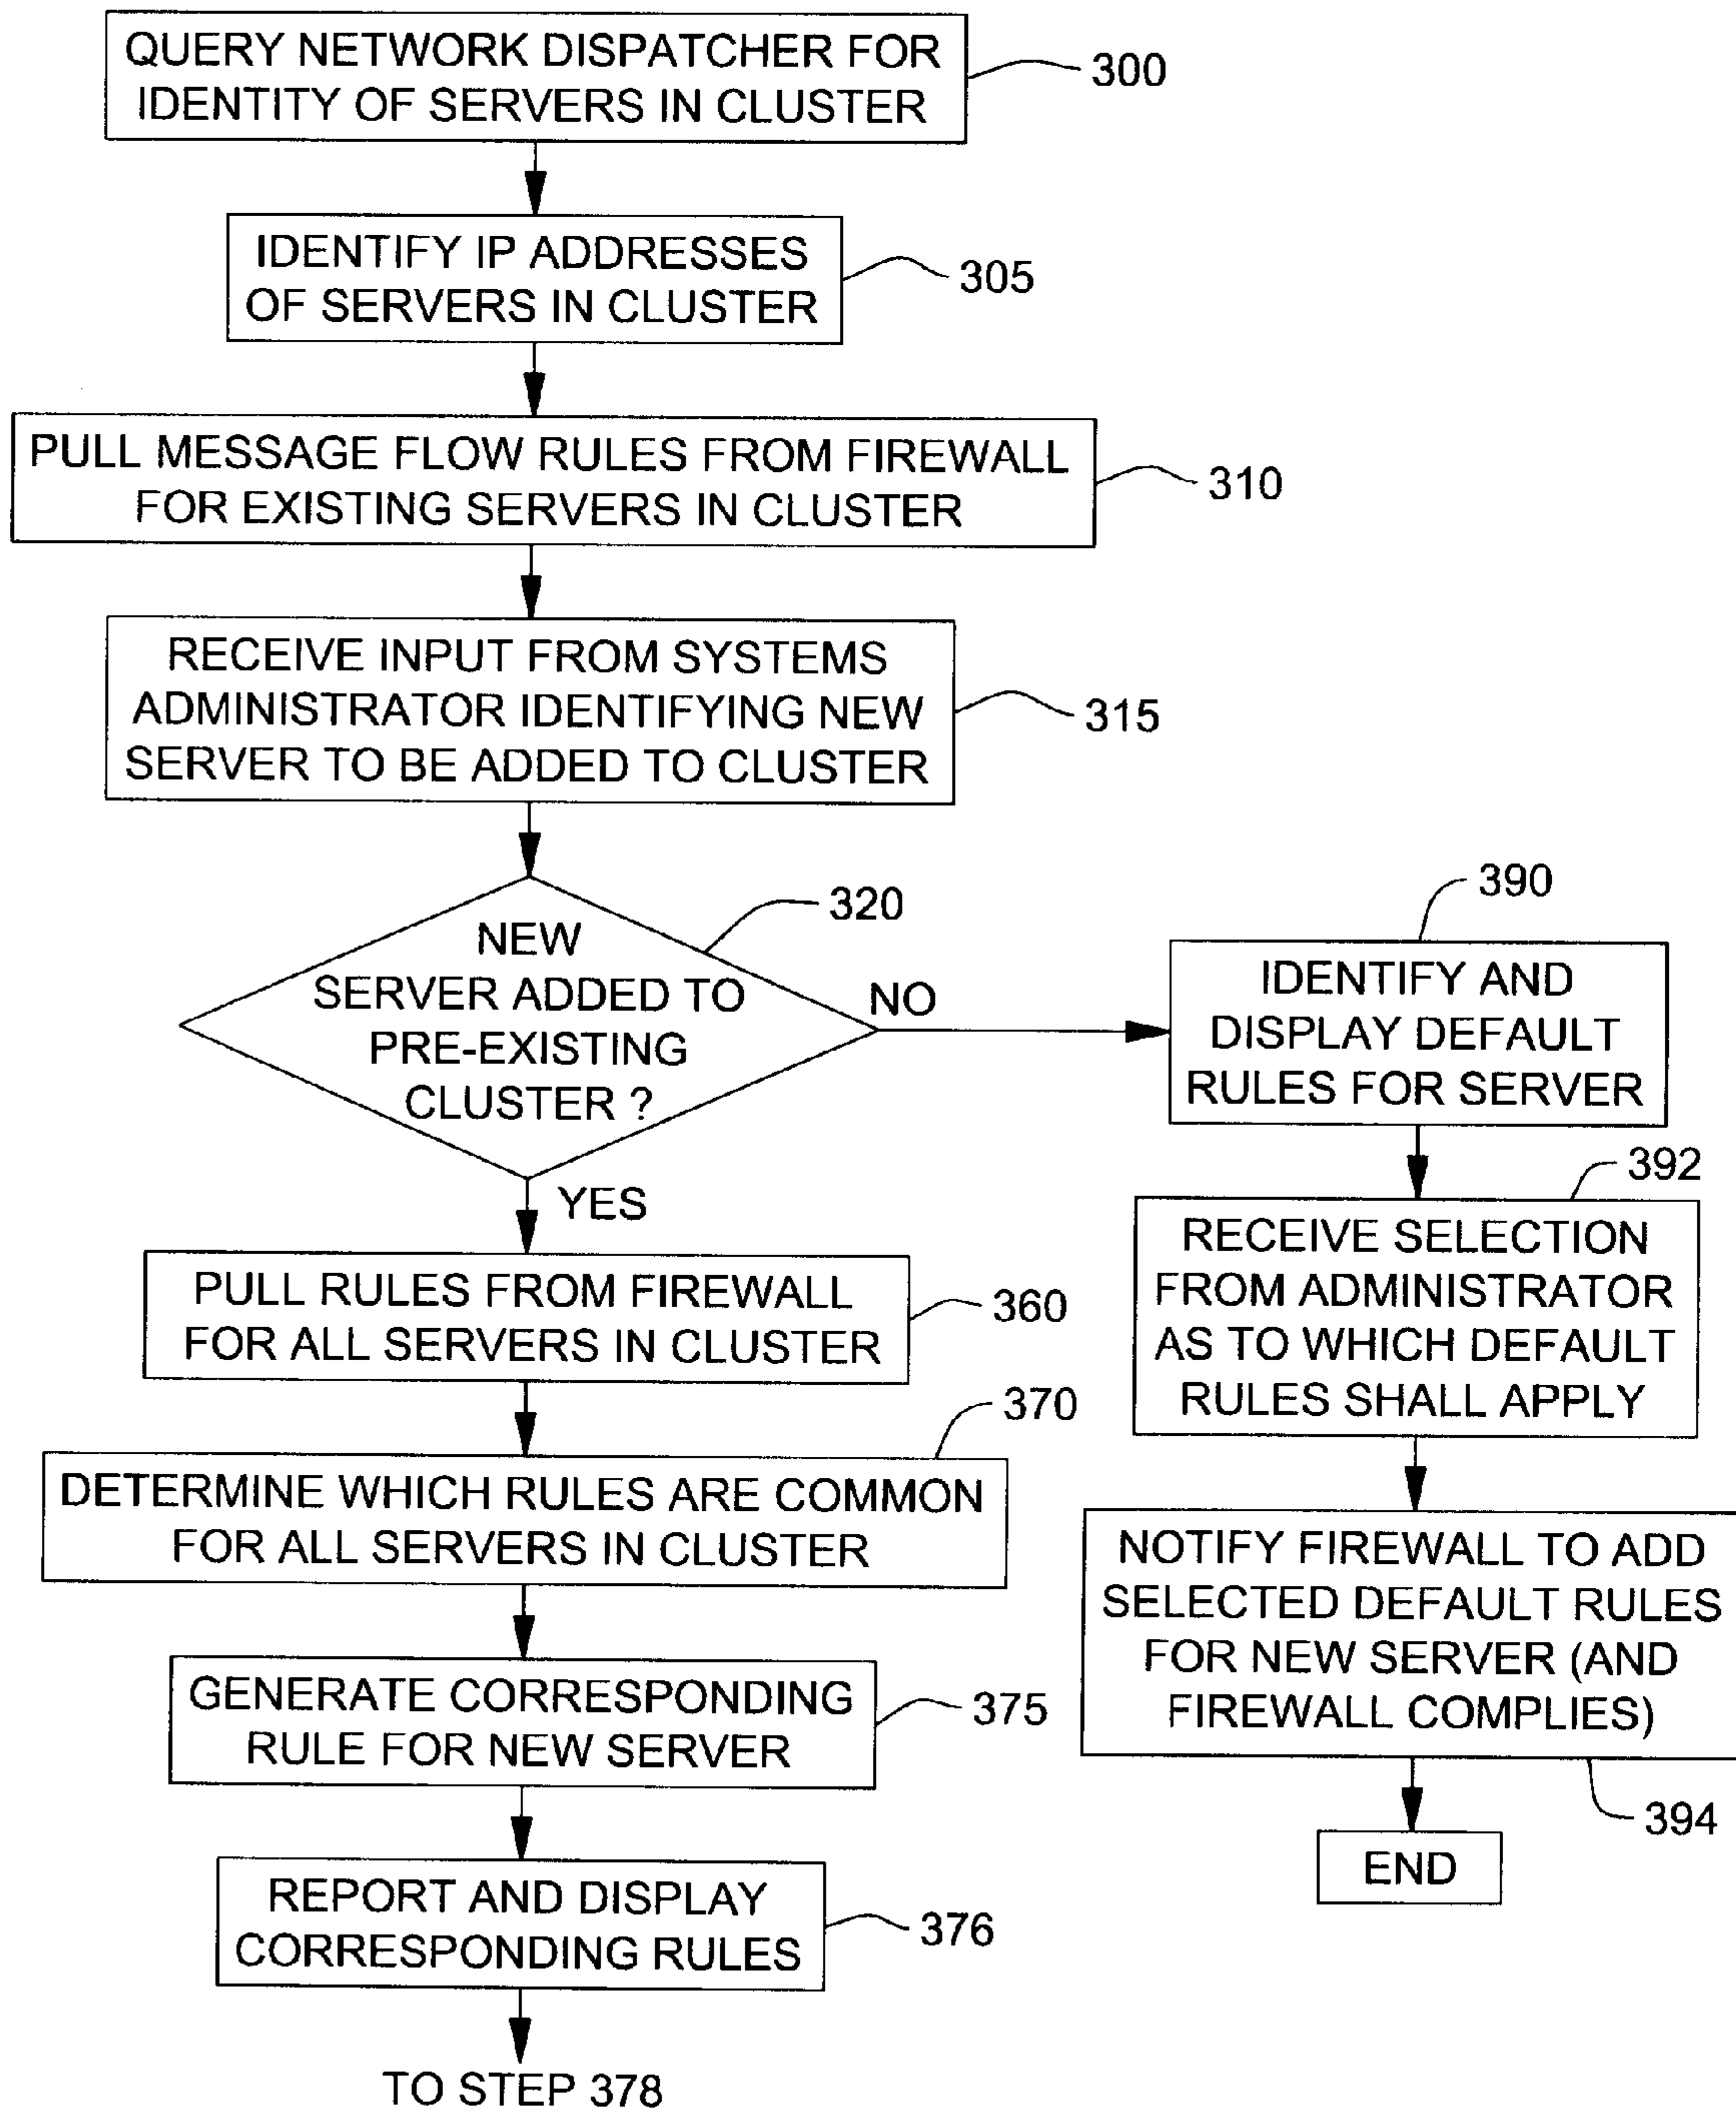 QUERY NETWORK DISPATCHER FOR
IDENTITY OF SERVERS IN CLUSTER
300
IDENTIFY IP ADDRESSES
OF SERVERS IN CLUSTER
305
PULL MESSAGE FLOW RULES FROM FIREWALL
FOR EXISTING SERVERS IN CLUSTER
310
RECEIVE INPUT FROM SYSTEMS
ADMINISTRATOR IDENTIFYING NEW
SERVER TO BE ADDED TO CLUSTER
315
NEW
SERVER ADDED TO
PRE-EXISTING
CLUSTER ?
320
NO
YES
PULL RULES FROM FIREWALL
FOR ALL SERVERS IN CLUSTER
360
DETERMINE WHICH RULES ARE COMMON
FOR ALL SERVERS IN CLUSTER
370
GENERATE CORRESPONDING
RULE FOR NEW SERVER
375
REPORT AND DISPLAY
CORRESPONDING RULES
376
TO STEP 378
390
IDENTIFY AND
DISPLAY DEFAULT
RULES FOR SERVER
392
RECEIVE SELECTION
FROM ADMINISTRATOR
AS TO WHICH DEFAULT
RULES SHALL APPLY
NOTIFY FIREWALL TO ADD
SELECTED DEFAULT RULES
FOR NEW SERVER (AND
FIREWALL COMPLIES)
394
END